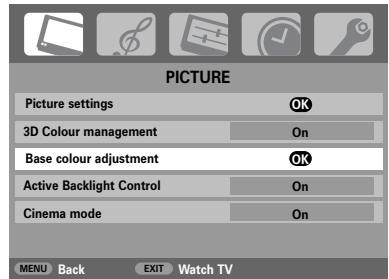 PICTURE
Picture settings OK
3D Colour management On
Base colour adjustment OK
Active Backlight Control On
Cinema mode On
MENU Back EXIT Watch TV